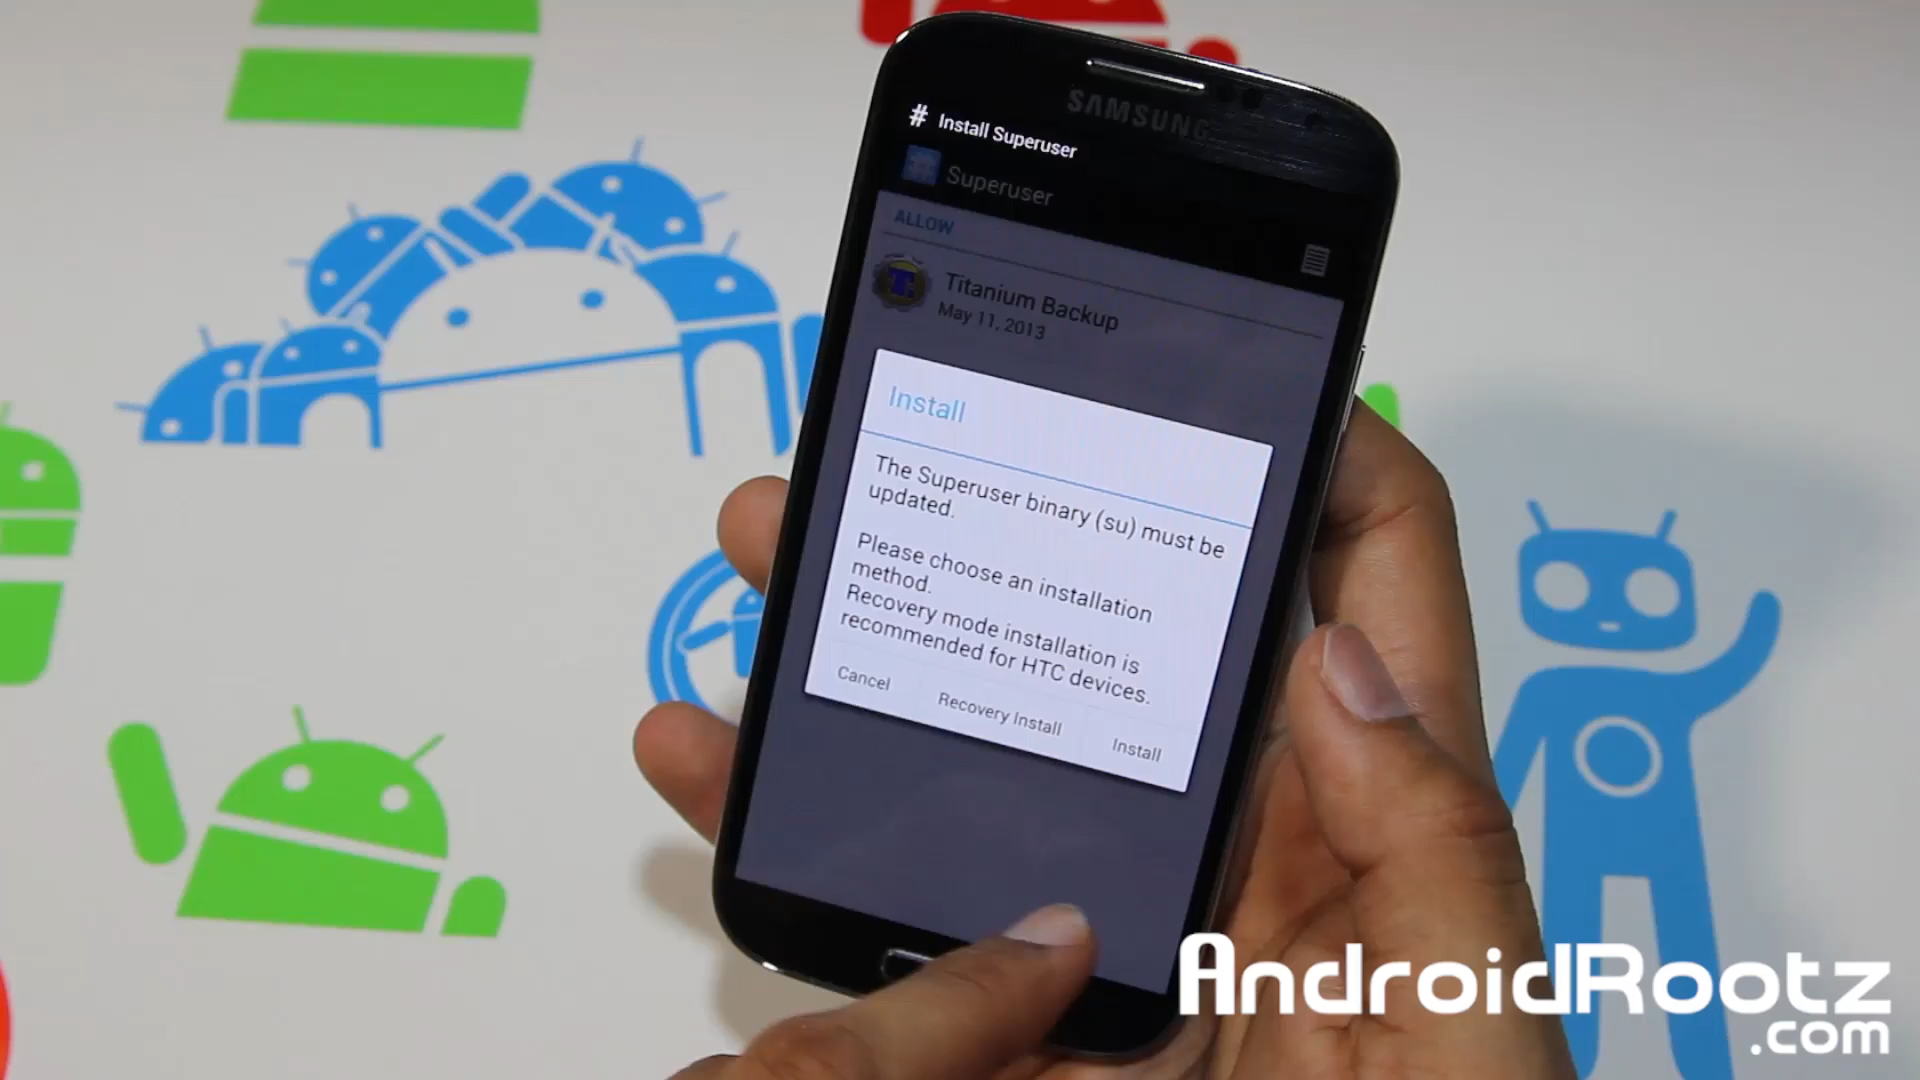 SAMSUNG
# Install Superuser
Superuser
ALLOW
Titanium Backup
May 11, 2013
Install
The Superuser binary (su) must be
updated.
Please choose an installation
method.
Recovery mode installation is
recommended for HTC devices.
Cancel
Recovery Install
Install
AndroidRootz
.com